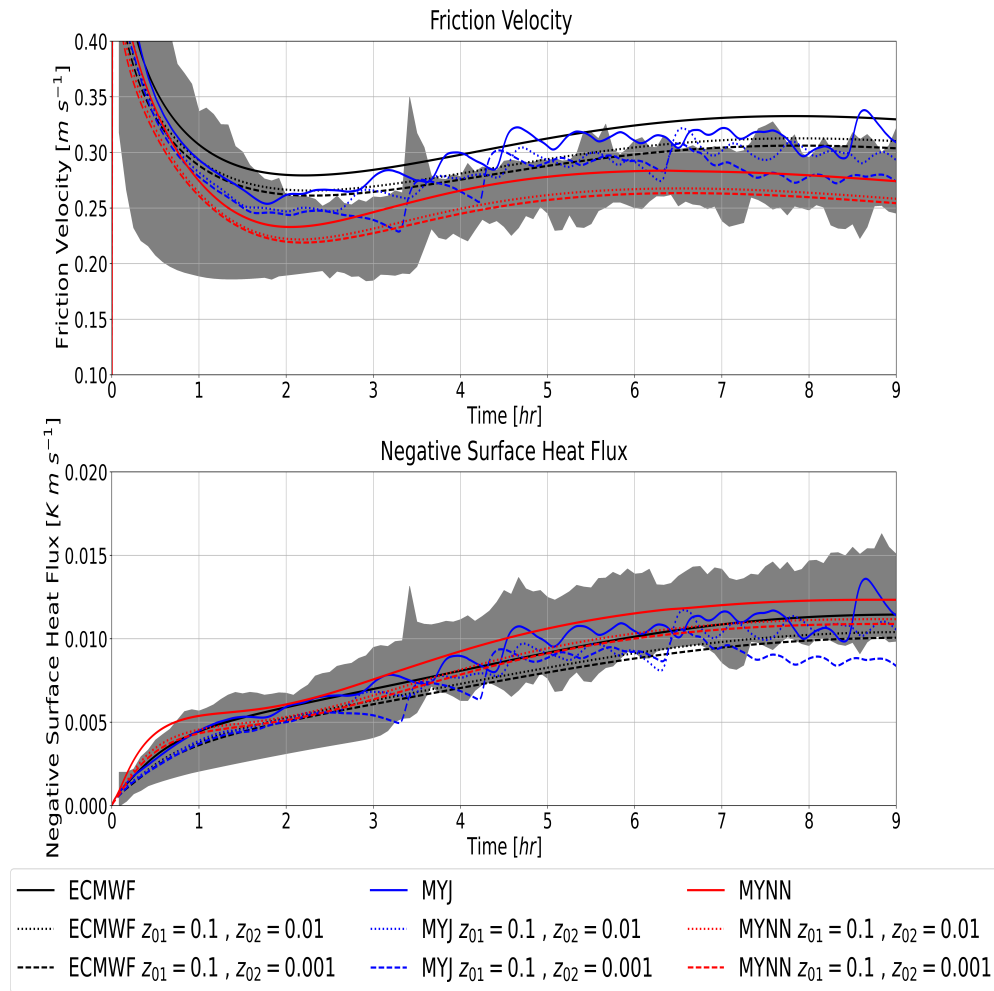 Friction Velocity
Friction Velocity [m s⁻¹]
0.40
0.35
0.30
0.25
0.20
0.15
0.10
0 1 2 3 4 5 6 7 8 9
Time [hr]
Negative Surface Heat Flux
Negative Surface Heat Flux [K m s⁻¹]
0.020
0.015
0.010
0.005
0.000
0 1 2 3 4 5 6 7 8 9
Time [hr]
ECMWF MYJ MYNN
ECMWF z₀₁ = 0.1 , z₀₂ = 0.01 MYJ z₀₁ = 0.1 , z₀₂ = 0.01 MYNN z₀₁ = 0.1 , z₀₂ = 0.01
ECMWF z₀₁ = 0.1 , z₀₂ = 0.001 MYJ z₀₁ = 0.1 , z₀₂ = 0.001 MYNN z₀₁ = 0.1 , z₀₂ = 0.001